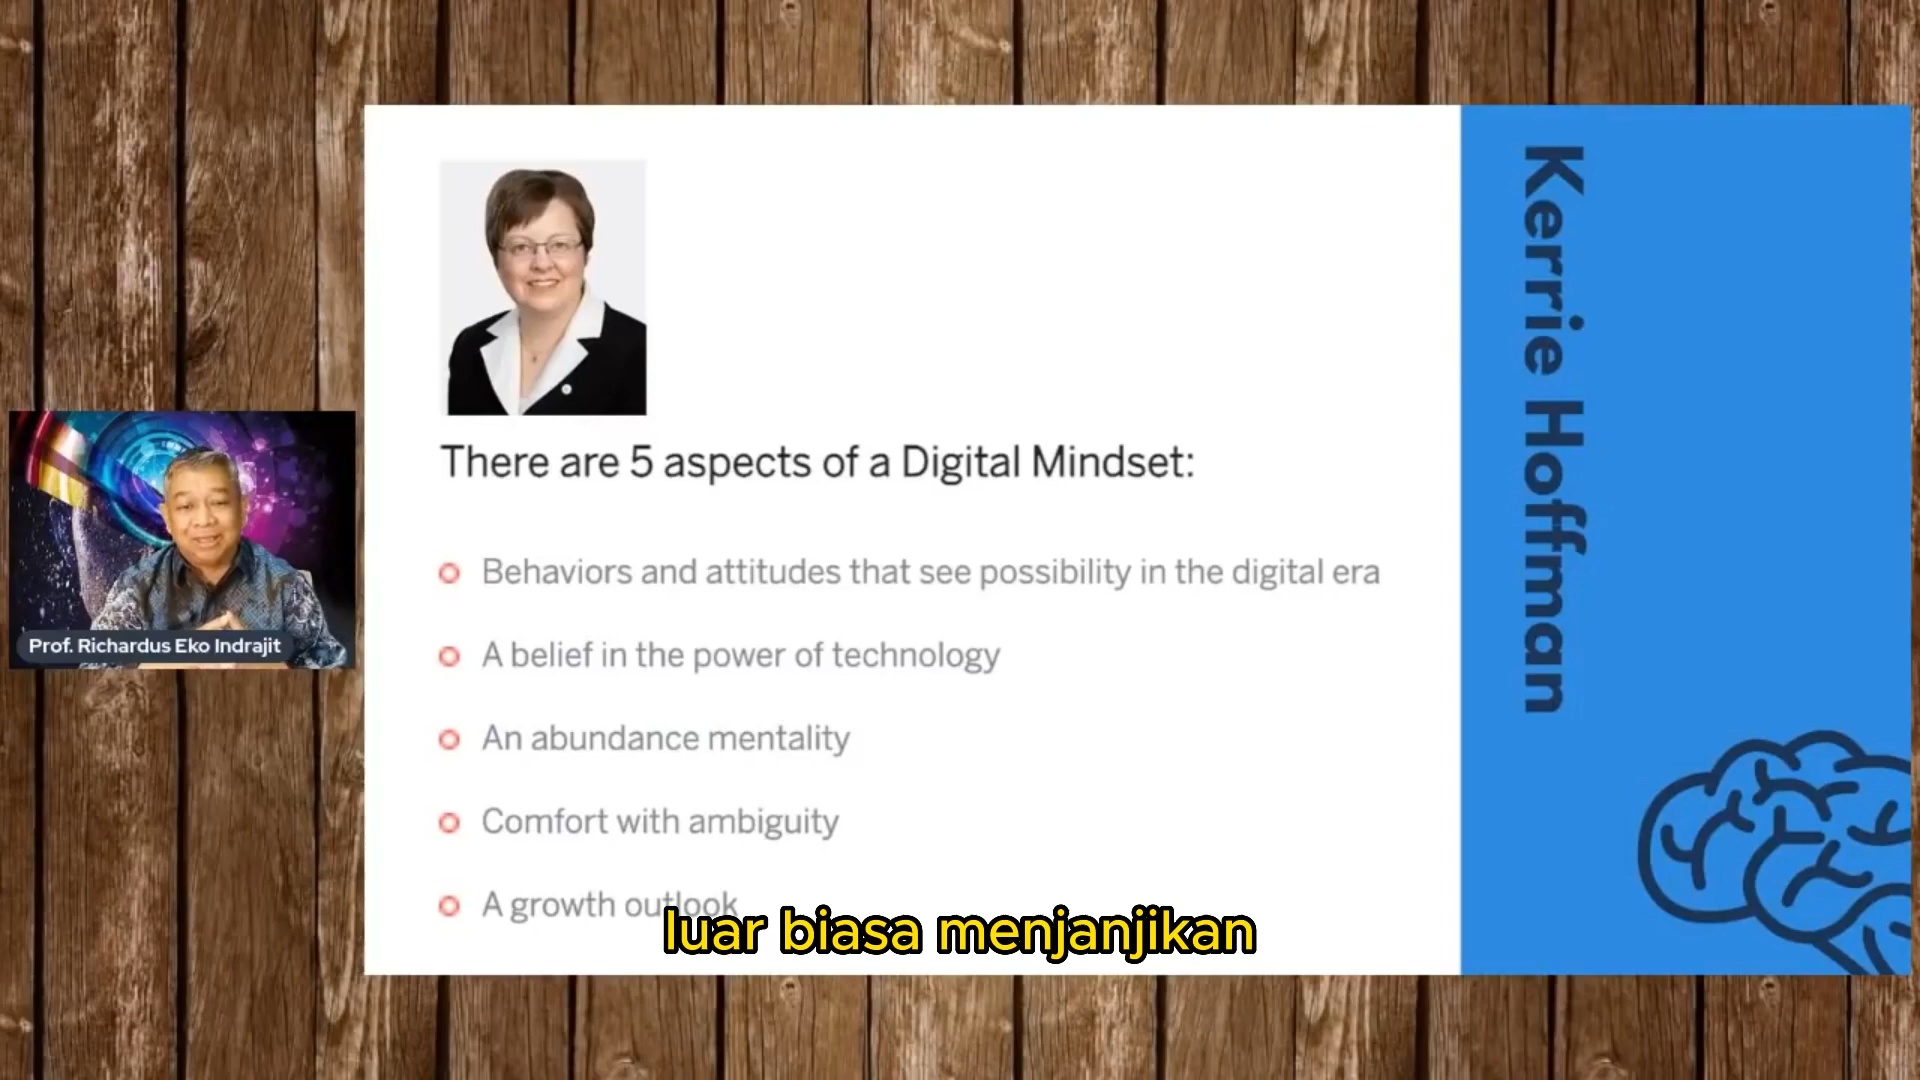 Kerrie Hoffman
There are 5 aspects of a Digital Mindset:
Behaviors and attitudes that see possibility in the digital era
A belief in the power of technology
An abundance mentality
Comfort with ambiguity
A growth outlook
Prof. Richardus Eko Indrajit
luar biasa menjanjikan